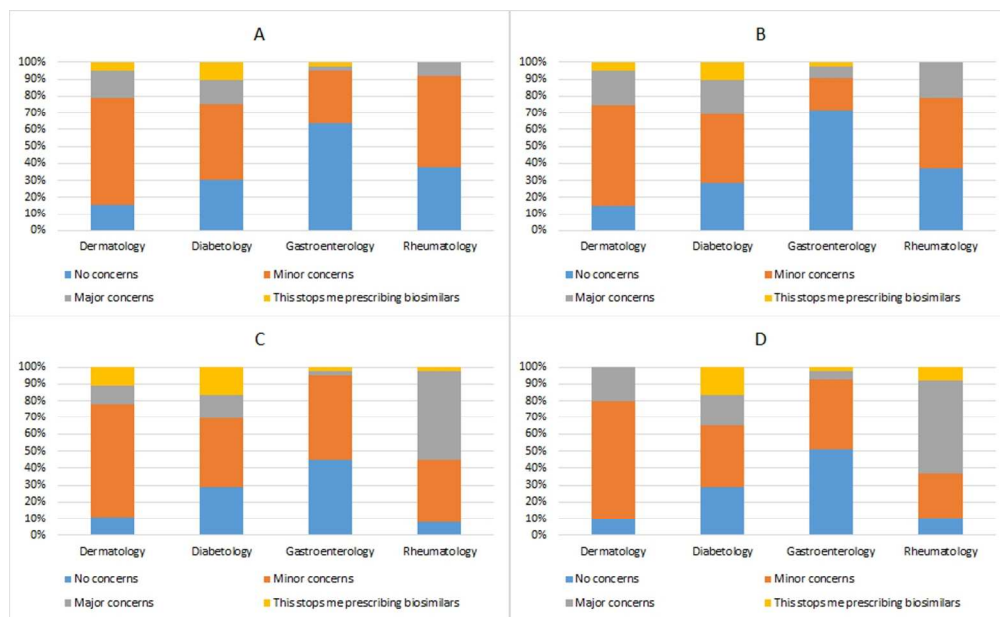 A
100%
90%
80%
70%
60%
50%
40%
30%
20%
10%
0%
Dermatology Diabetology Gastroenterology Rheumatology
No concerns Minor concerns
Major concerns This stops me prescribing biosimilars
B
100%
90%
80%
70%
60%
50%
40%
30%
20%
10%
0%
Dermatology Diabetology Gastroenterology Rheumatology
No concerns Minor concerns
Major concerns This stops me prescribing biosimilars
C
100%
90%
80%
70%
60%
50%
40%
30%
20%
10%
0%
Dermatology Diabetology Gastroenterology Rheumatology
No concerns Minor concerns
Major concerns This stops me prescribing biosimilars
D
100%
90%
80%
70%
60%
50%
40%
30%
20%
10%
0%
Dermatology Diabetology Gastroenterology Rheumatology
No concerns Minor concerns
Major concerns This stops me prescribing biosimilars